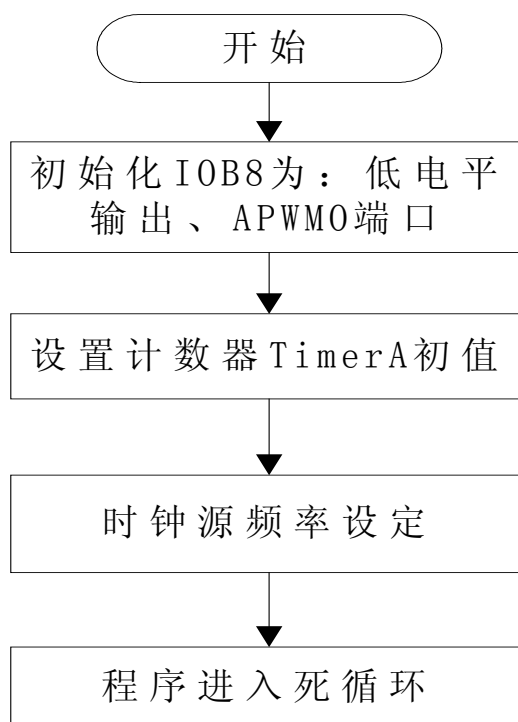 开始
初始化IOB8为：低电平
输出、APWMO端口
设置计数器TimerA初值
时钟源频率设定
程序进入死循环